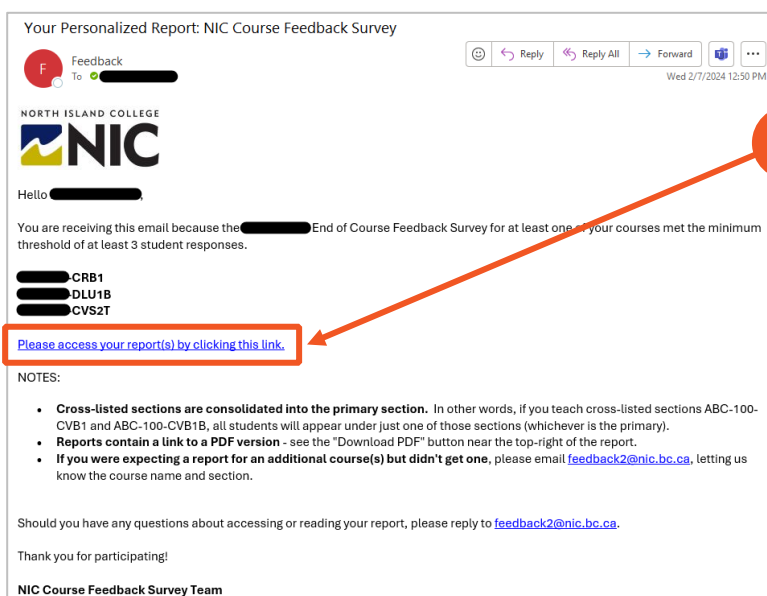 Your Personalized Report: NIC Course Feedback Survey
F
Feedback
To
Reply
Reply All
Forward
Wed 2/7/2024 12:50 PM
NORTH ISLAND COLLEGE
NIC
Hello ,
You are receiving this email because the End of Course Feedback Survey for at least one of your courses met the minimum
threshold of at least 3 student responses.
-CRB1
-DLU1B
-CVS2T
Please access your report(s) by clicking this link.
NOTES:
• Cross-listed sections are consolidated into the primary section. In other words, if you teach cross-listed sections ABC-100-
CVB1 and ABC-100-CVB1B, all students will appear under just one of those sections (whichever is the primary).
• Reports contain a link to a PDF version - see the "Download PDF" button near the top-right of the report.
• If you were expecting a report for an additional course(s) but didn't get one, please email feedback2@nic.bc.ca, letting us
know the course name and section.
Should you have any questions about accessing or reading your report, please reply to feedback2@nic.bc.ca.
Thank you for participating!
NIC Course Feedback Survey Team